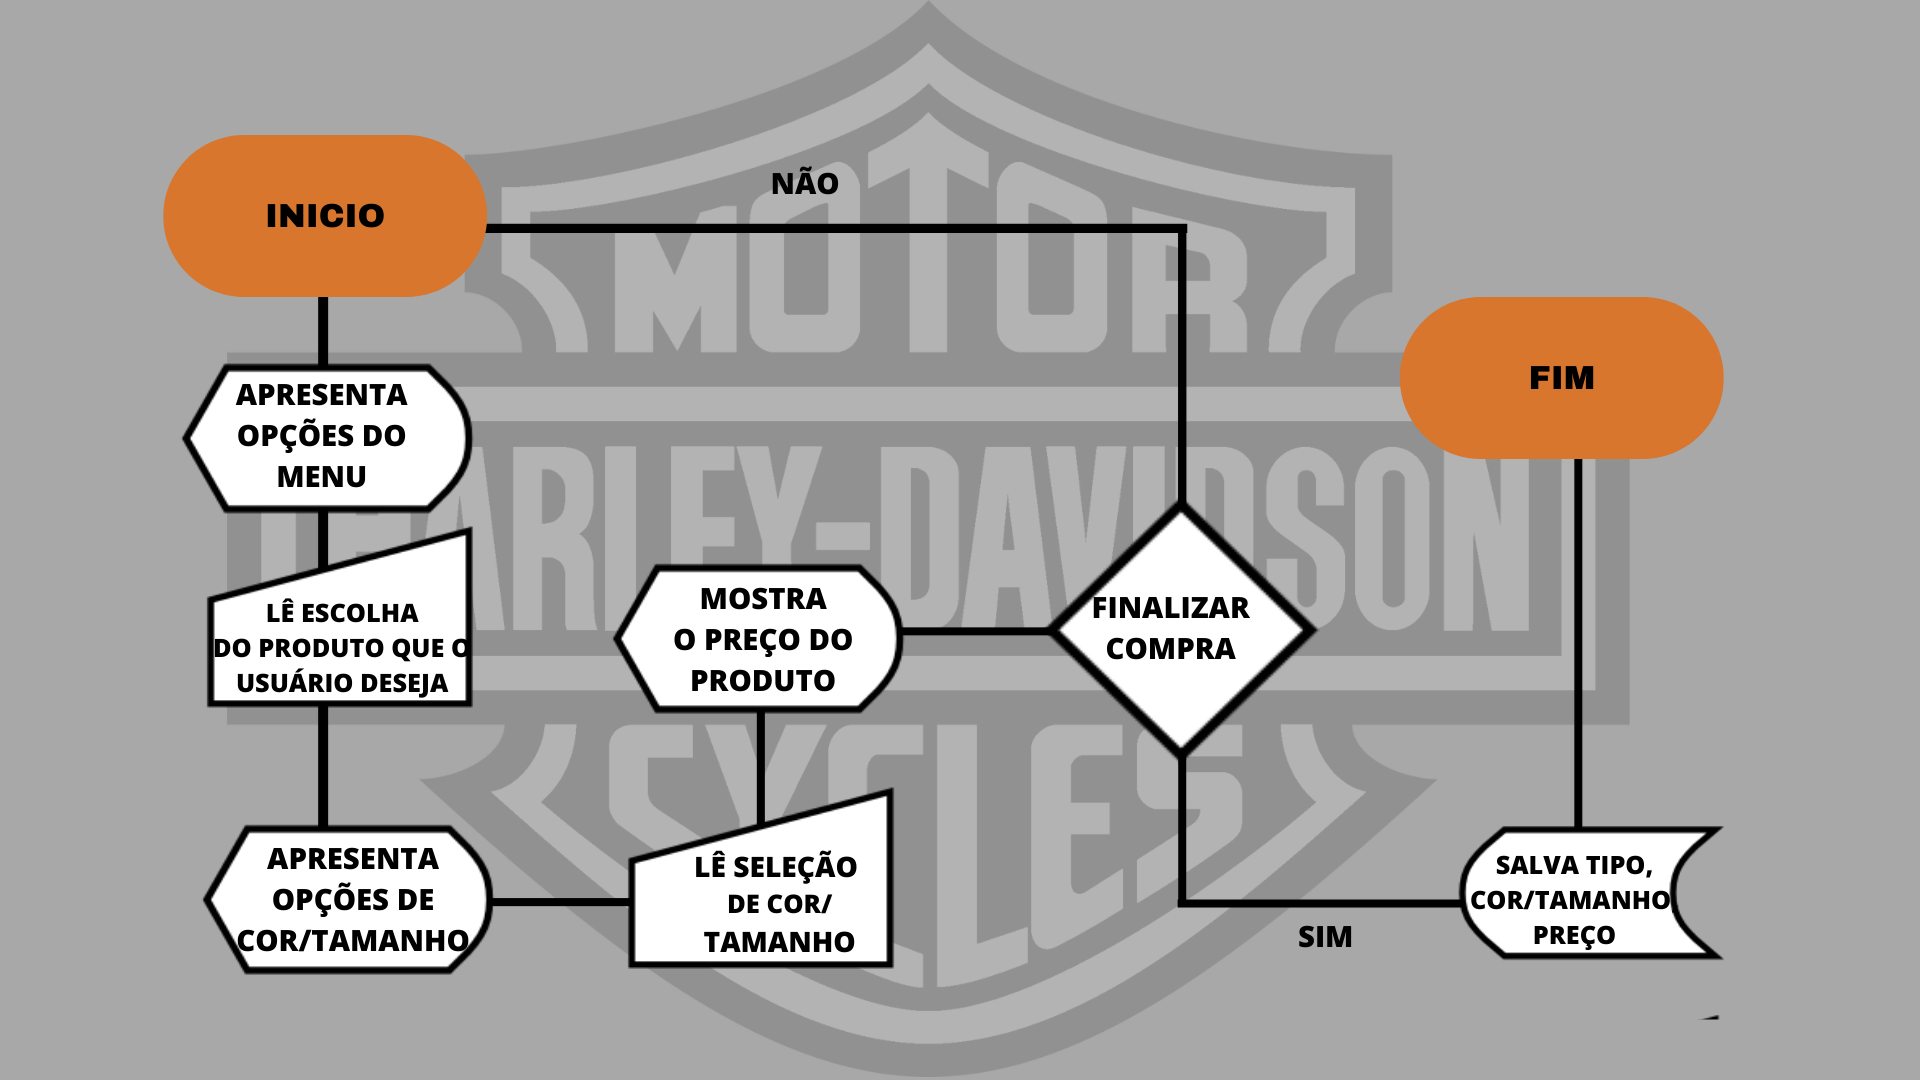 INICIO
NÃO
APRESENTA
OPÇÕES DO
MENU
LÊ ESCOLHA
DO PRODUTO QUE O
USUÁRIO DESEJA
APRESENTA
OPÇÕES DE
COR/TAMANHO
LÊ SELEÇÃO
DE COR/
TAMANHO
MOSTRA
O PREÇO DO
PRODUTO
FINALIZAR
COMPRA
SIM
SALVA TIPO,
COR/TAMANHO,
PREÇO
FIM
MOTOR
HARLEY-DAVIDSON
CYCLES